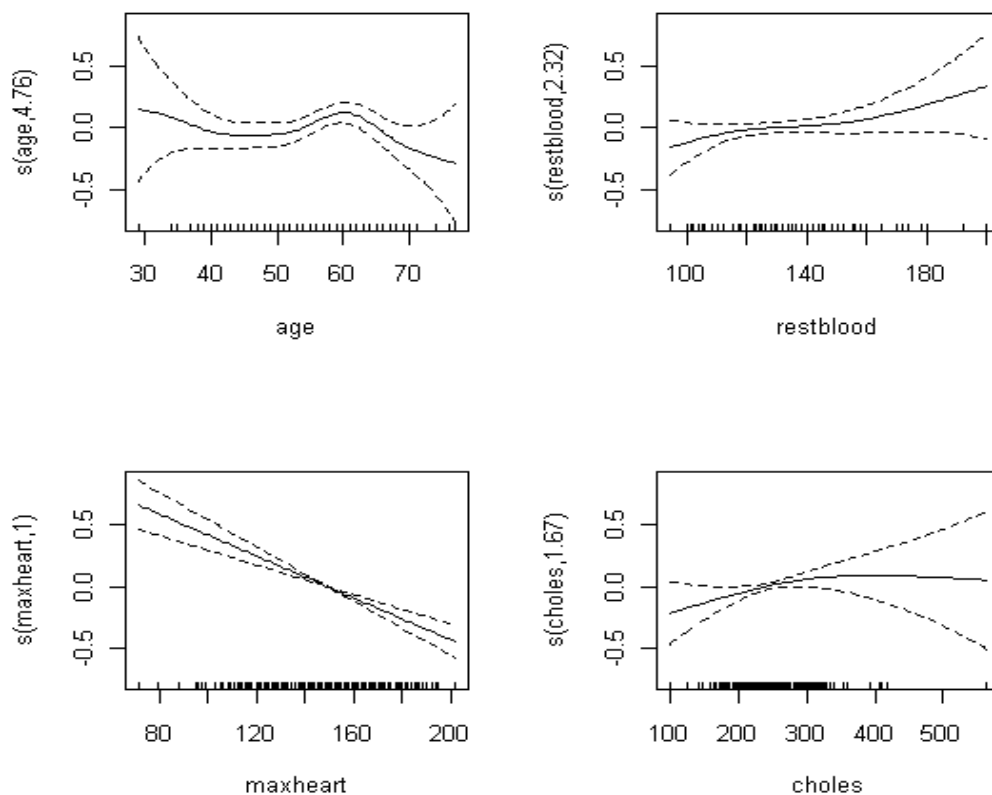 s(age,4.76)
0.5
0.0
-0.5
30 40 50 60 70
age
s(restblood,2.32)
0.5
0.0
-0.5
100 140 180
restblood
s(maxheart,1)
0.5
0.0
-0.5
80 120 160 200
maxheart
s(choles,1.67)
0.5
0.0
-0.5
100 200 300 400 500
choles